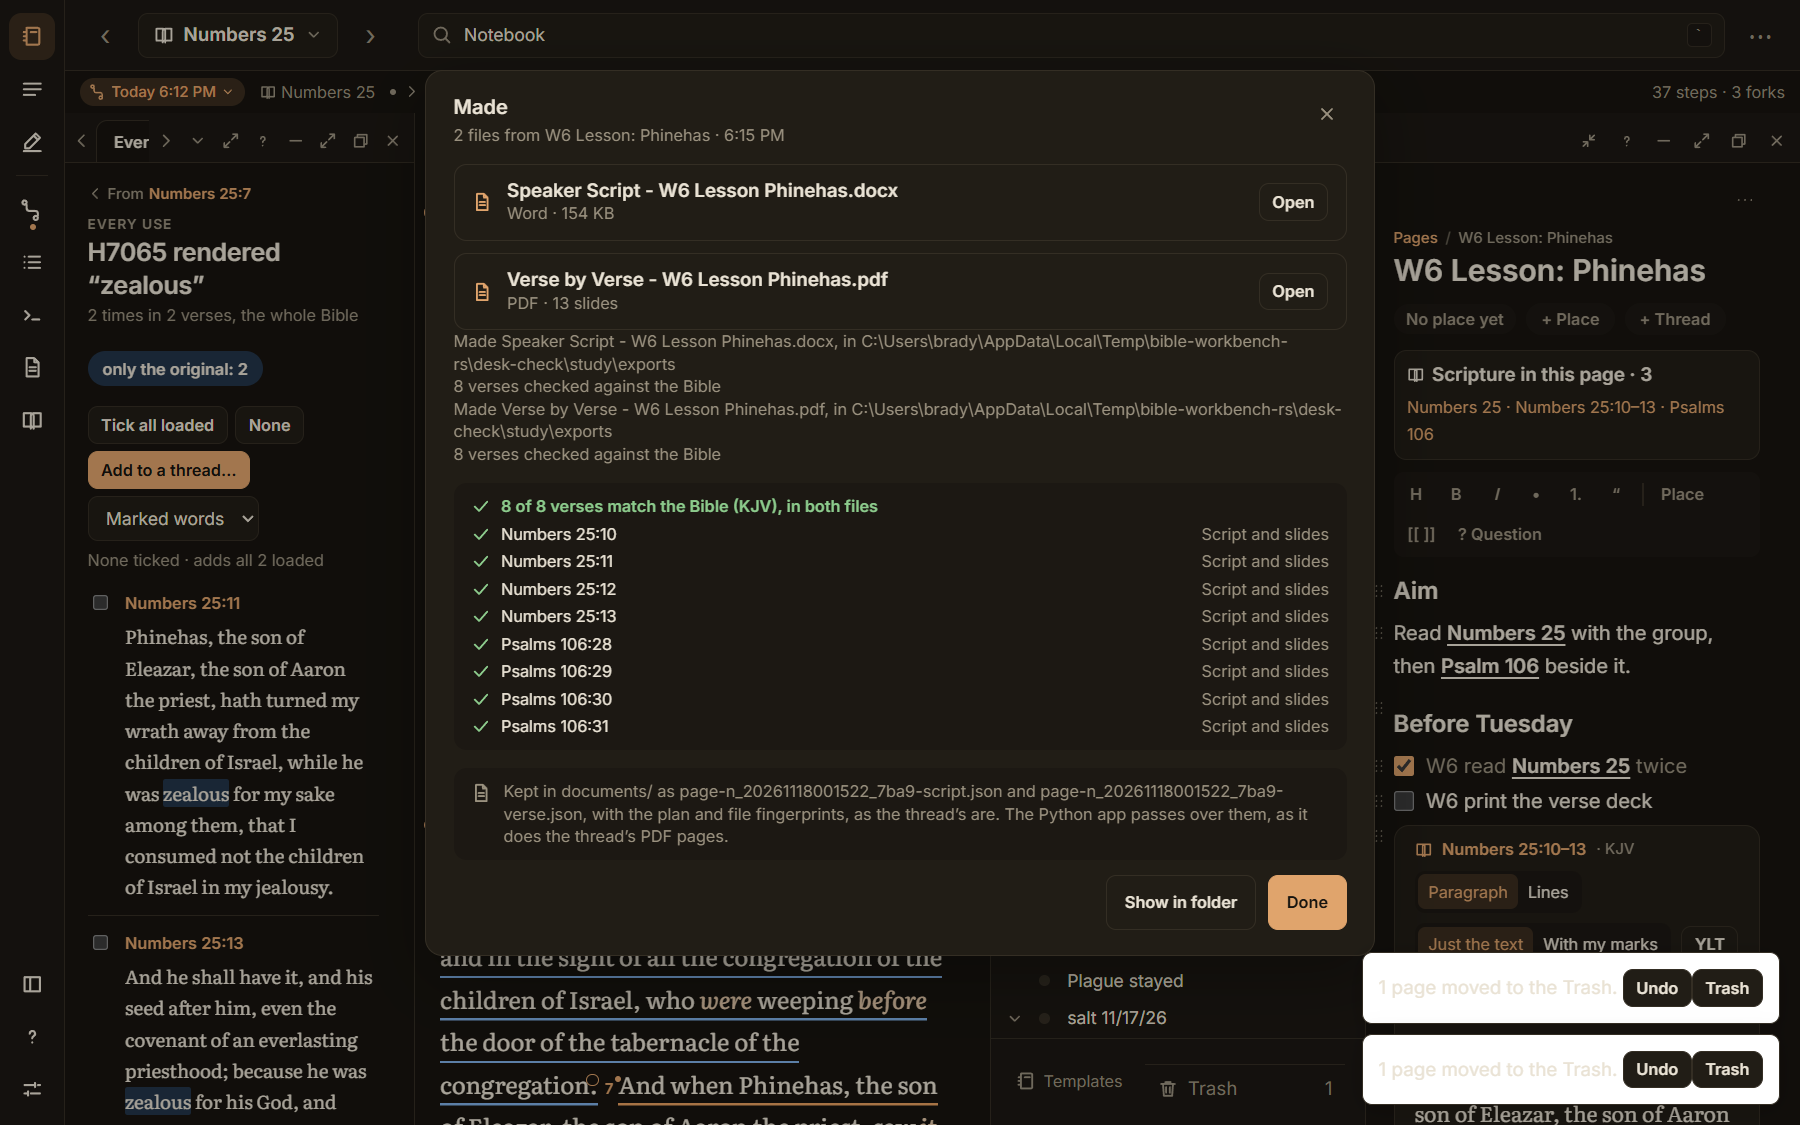 Numbers 25
Notebook
`
Today 6:12 PM
Numbers 25
37 steps · 3 forks
Ever
?
From Numbers 25:7
EVERY USE
H7065 rendered
“zealous”
2 times in 2 verses, the whole Bible
only the original: 2
Tick all loaded
None
Add to a thread...
Marked words
None ticked · adds all 2 loaded
Numbers 25:11
Phinehas, the son of
Eleazar, the son of Aaron
the priest, hath turned my
wrath away from the
children of Israel, while he
was zealous for my sake
among them, that I
consumed not the children
of Israel in my jealousy.
Numbers 25:13
And he shall have it, and his
seed after him, even the
covenant of an everlasting
priesthood; because he was
zealous for his God, and
?
Made
2 files from W6 Lesson: Phinehas · 6:15 PM
Speaker Script - W6 Lesson Phinehas.docx
Word · 154 KB
Open
Verse by Verse - W6 Lesson Phinehas.pdf
PDF · 13 slides
Open
Made Speaker Script - W6 Lesson Phinehas.docx, in C:\Users\brady\AppData\Local\Temp\bible-workbench-
rs\desk-check\study\exports
8 verses checked against the Bible
Made Verse by Verse - W6 Lesson Phinehas.pdf, in C:\Users\brady\AppData\Local\Temp\bible-workbench-rs\desk-
check\study\exports
8 verses checked against the Bible
8 of 8 verses match the Bible (KJV), in both files
Numbers 25:10 Script and slides
Numbers 25:11 Script and slides
Numbers 25:12 Script and slides
Numbers 25:13 Script and slides
Psalms 106:28 Script and slides
Psalms 106:29 Script and slides
Psalms 106:30 Script and slides
Psalms 106:31 Script and slides
Kept in documents/ as page-n_20261118001522_7ba9-script.json and page-n_20261118001522_7ba9-
verse.json, with the plan and file fingerprints, as the thread’s are. The Python app passes over them, as it
does the thread’s PDF pages.
Show in folder
Done
and in the sight of all the congregation of the
children of Israel, who were weeping before
the door of the tabernacle of the
congregation. 7 And when Phinehas, the son
of Eleazar, the son of Aaron the priest, saw it
Plague stayed
salt 11/17/26
Templates
Trash 1
?
Pages / W6 Lesson: Phinehas
W6 Lesson: Phinehas
No place yet
+ Place
+ Thread
Scripture in this page · 3
Numbers 25 · Numbers 25:10–13 · Psalms
106
H B I • 1. “ Place
[[ ]] ? Question
Aim
Read Numbers 25 with the group,
then Psalm 106 beside it.
Before Tuesday
W6 read Numbers 25 twice
W6 print the verse deck
Numbers 25:10–13 · KJV
Paragraph Lines
Just the text With my marks YLT
1 page moved to the Trash. Undo Trash
1 page moved to the Trash. Undo Trash
son of Eleazar, the son of Aaron